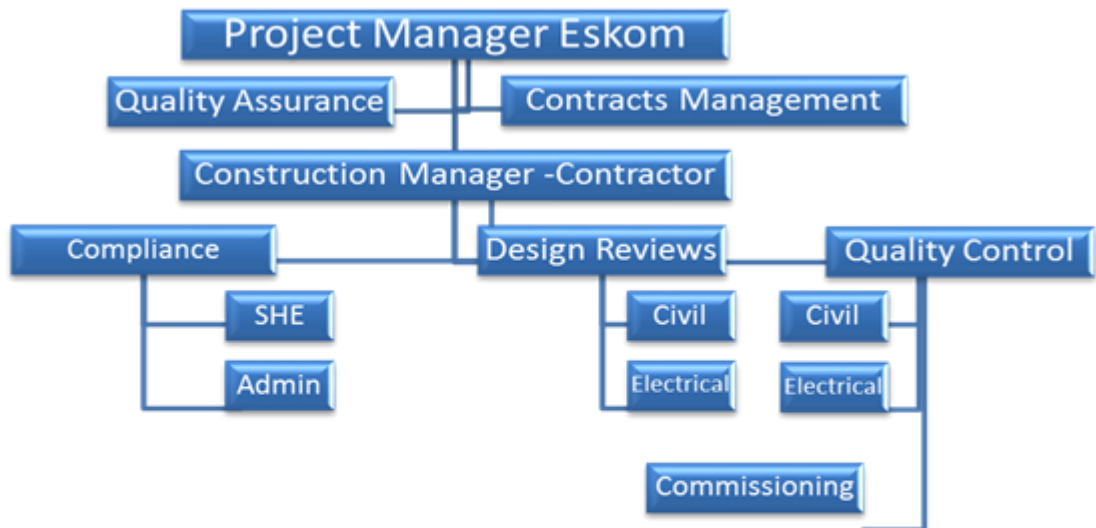 Project Manager Eskom
Quality Assurance
Contracts Management
Construction Manager -Contractor
Compliance
Design Reviews
Quality Control
SHE
Civil
Civil
Admin
Electrical
Electrical
Commissioning